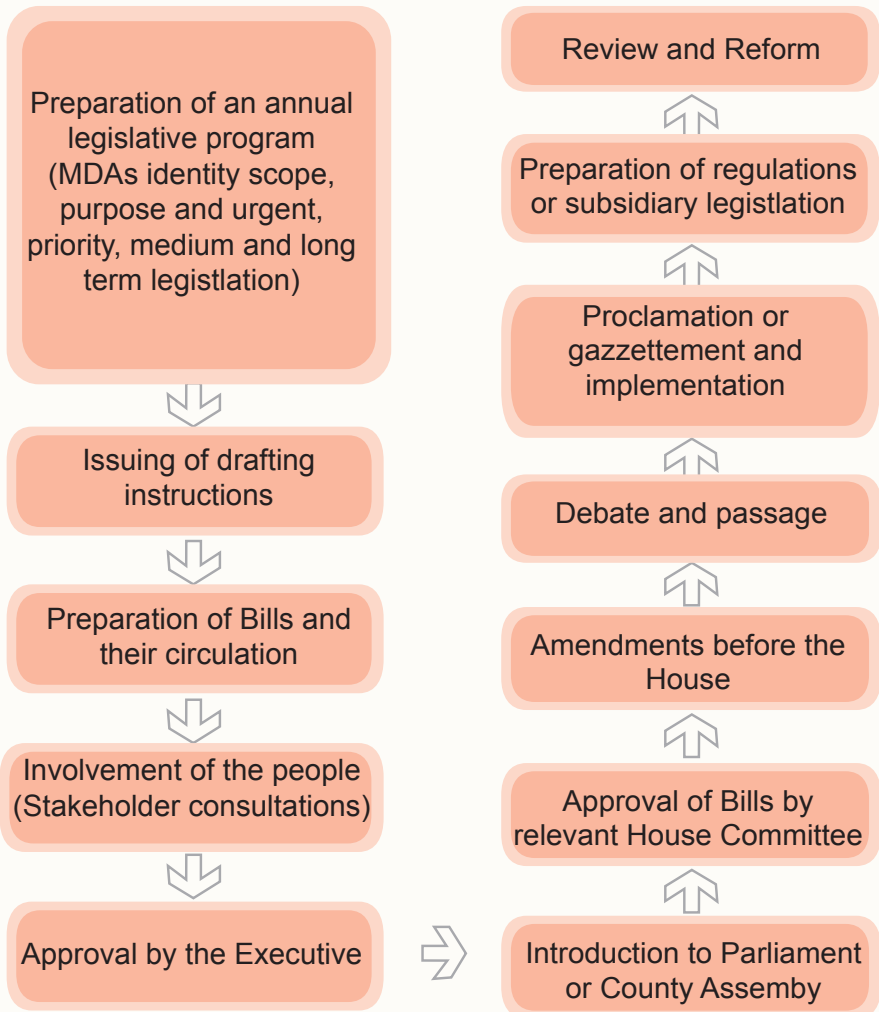 Preparation of an annual
legislative program
(MDAs identity scope,
purpose and urgent,
priority, medium and long
term legistlation)
Issuing of drafting
instructions
Preparation of Bills and
their circulation
Involvement of the people
(Stakeholder consultations)
Approval by the Executive
Introduction to Parliament
or County Assemby
Approval of Bills by
relevant House Committee
Amendments before the
House
Debate and passage
Proclamation or
gazzettement and
implementation
Preparation of regulations
or subsidiary legistlation
Review and Reform